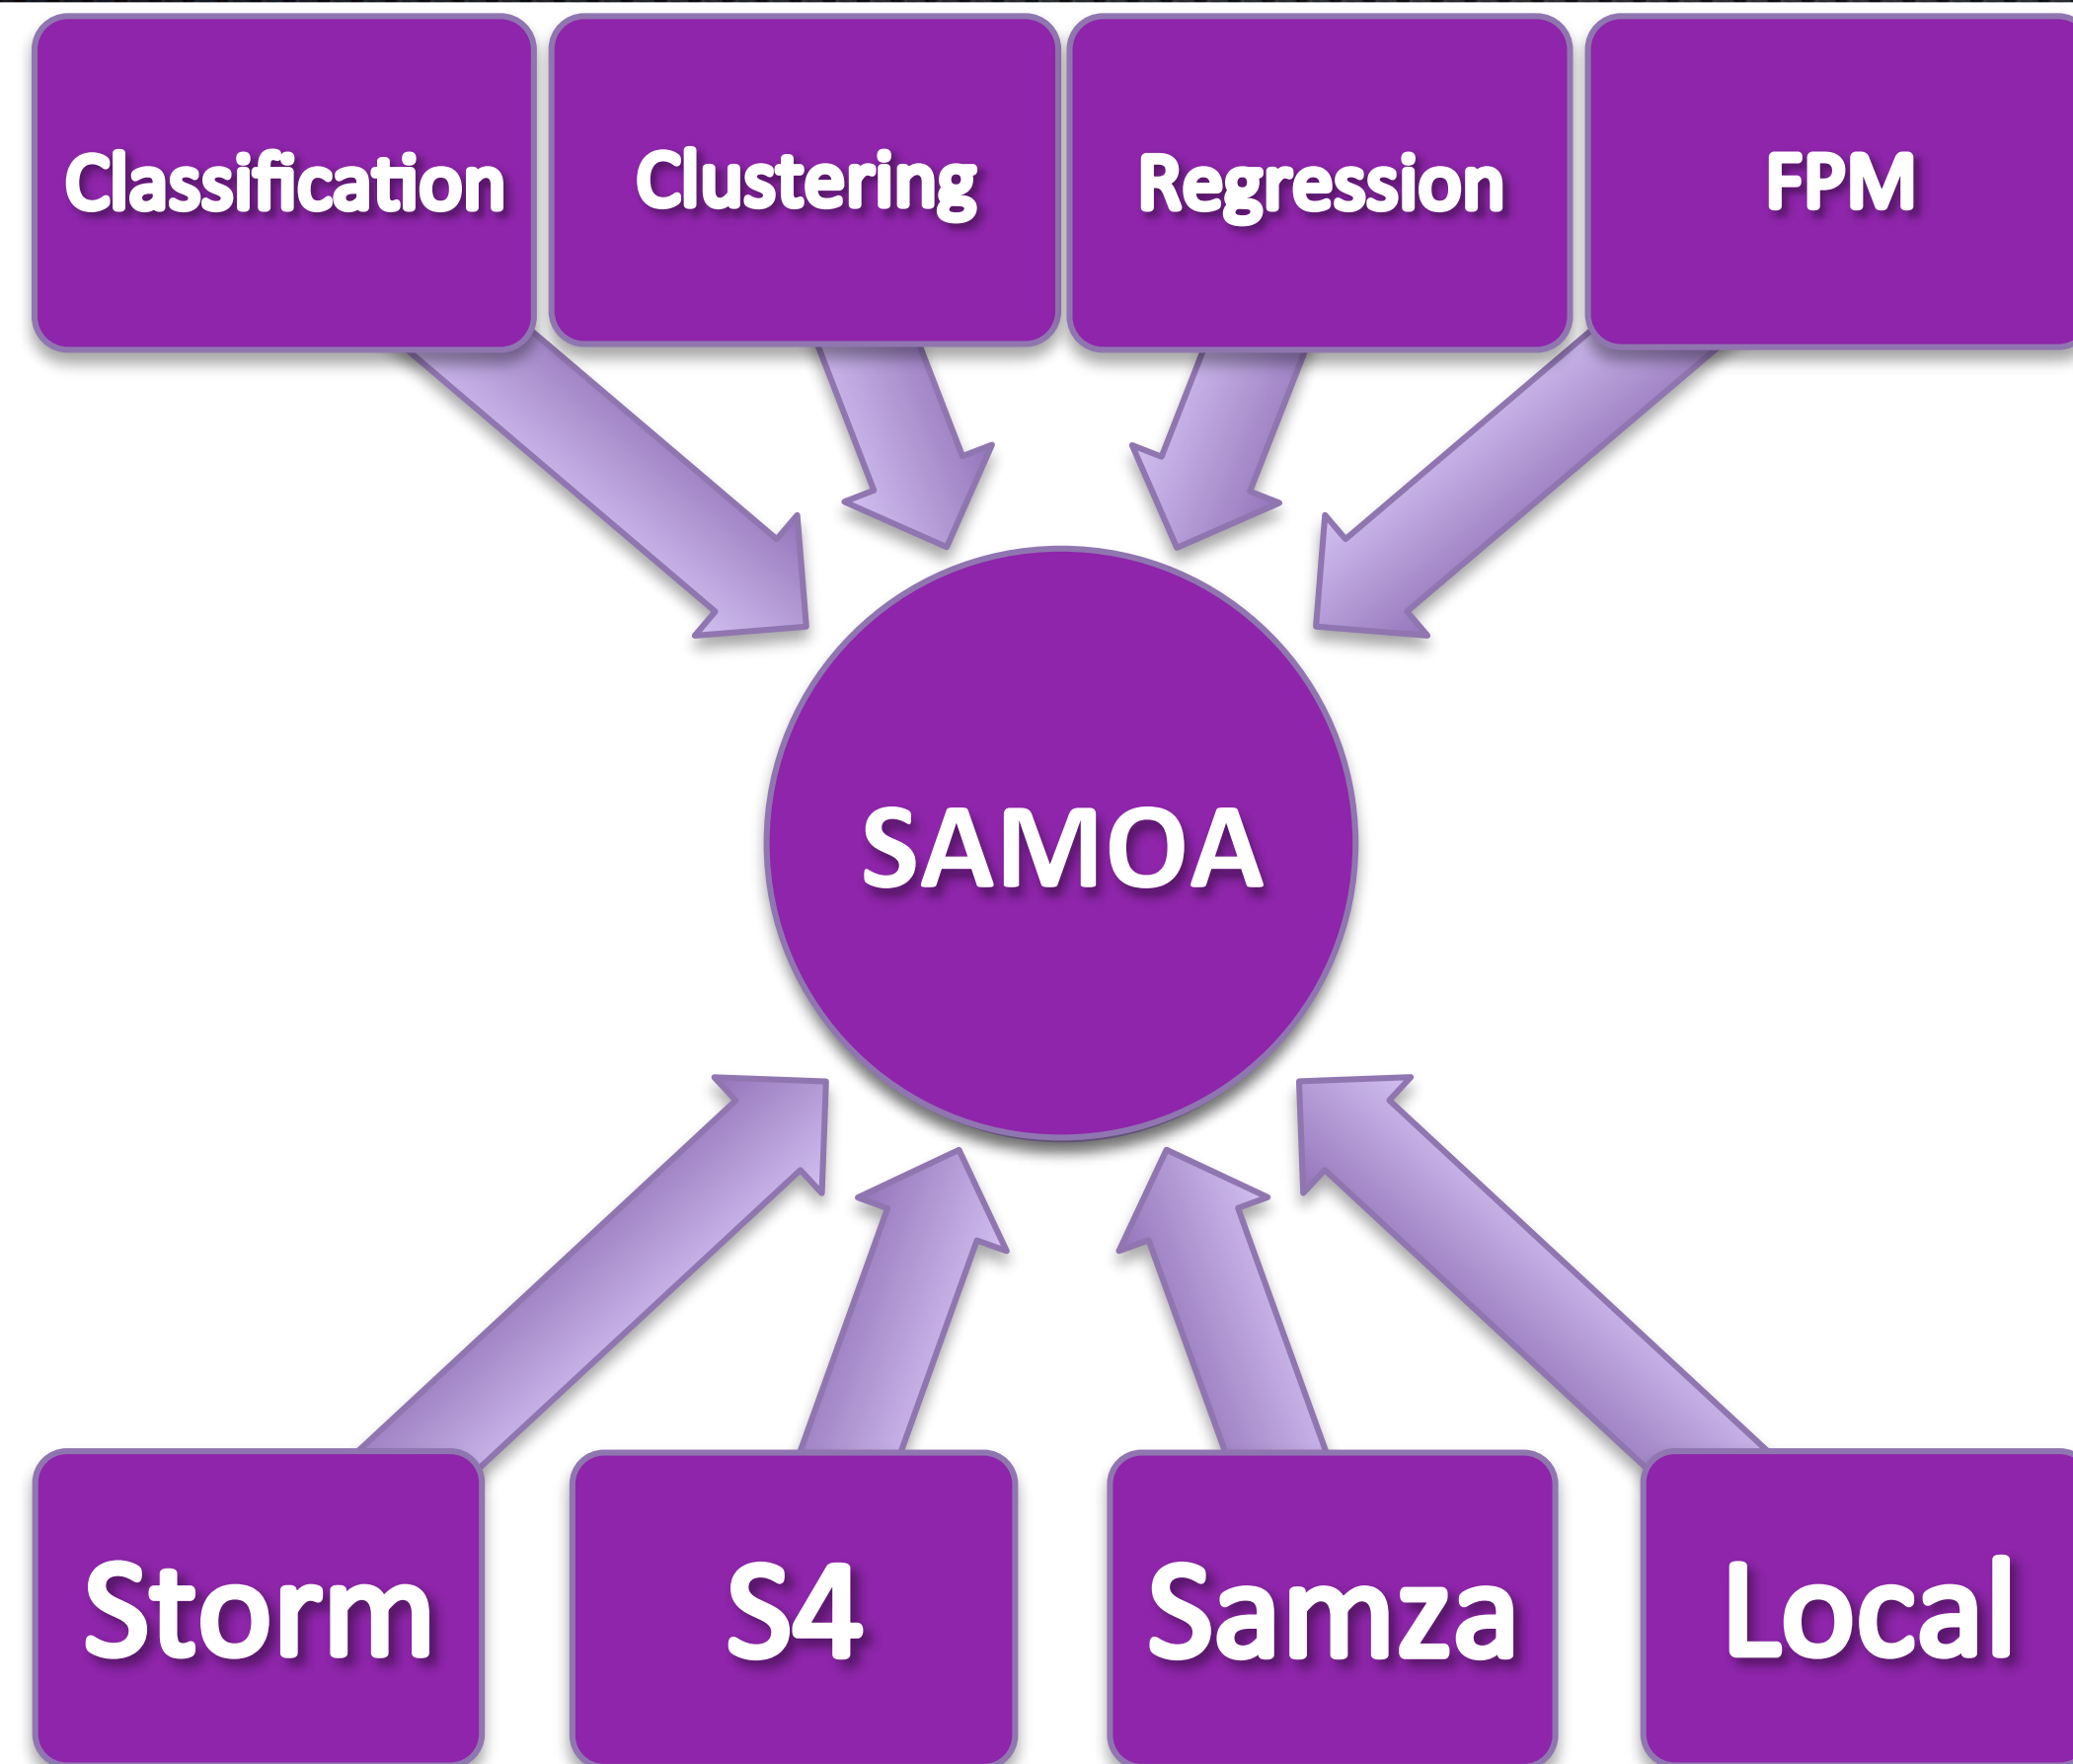 Classification
Clustering
Regression
FPM
SAMOA
Storm
S4
Samza
Local